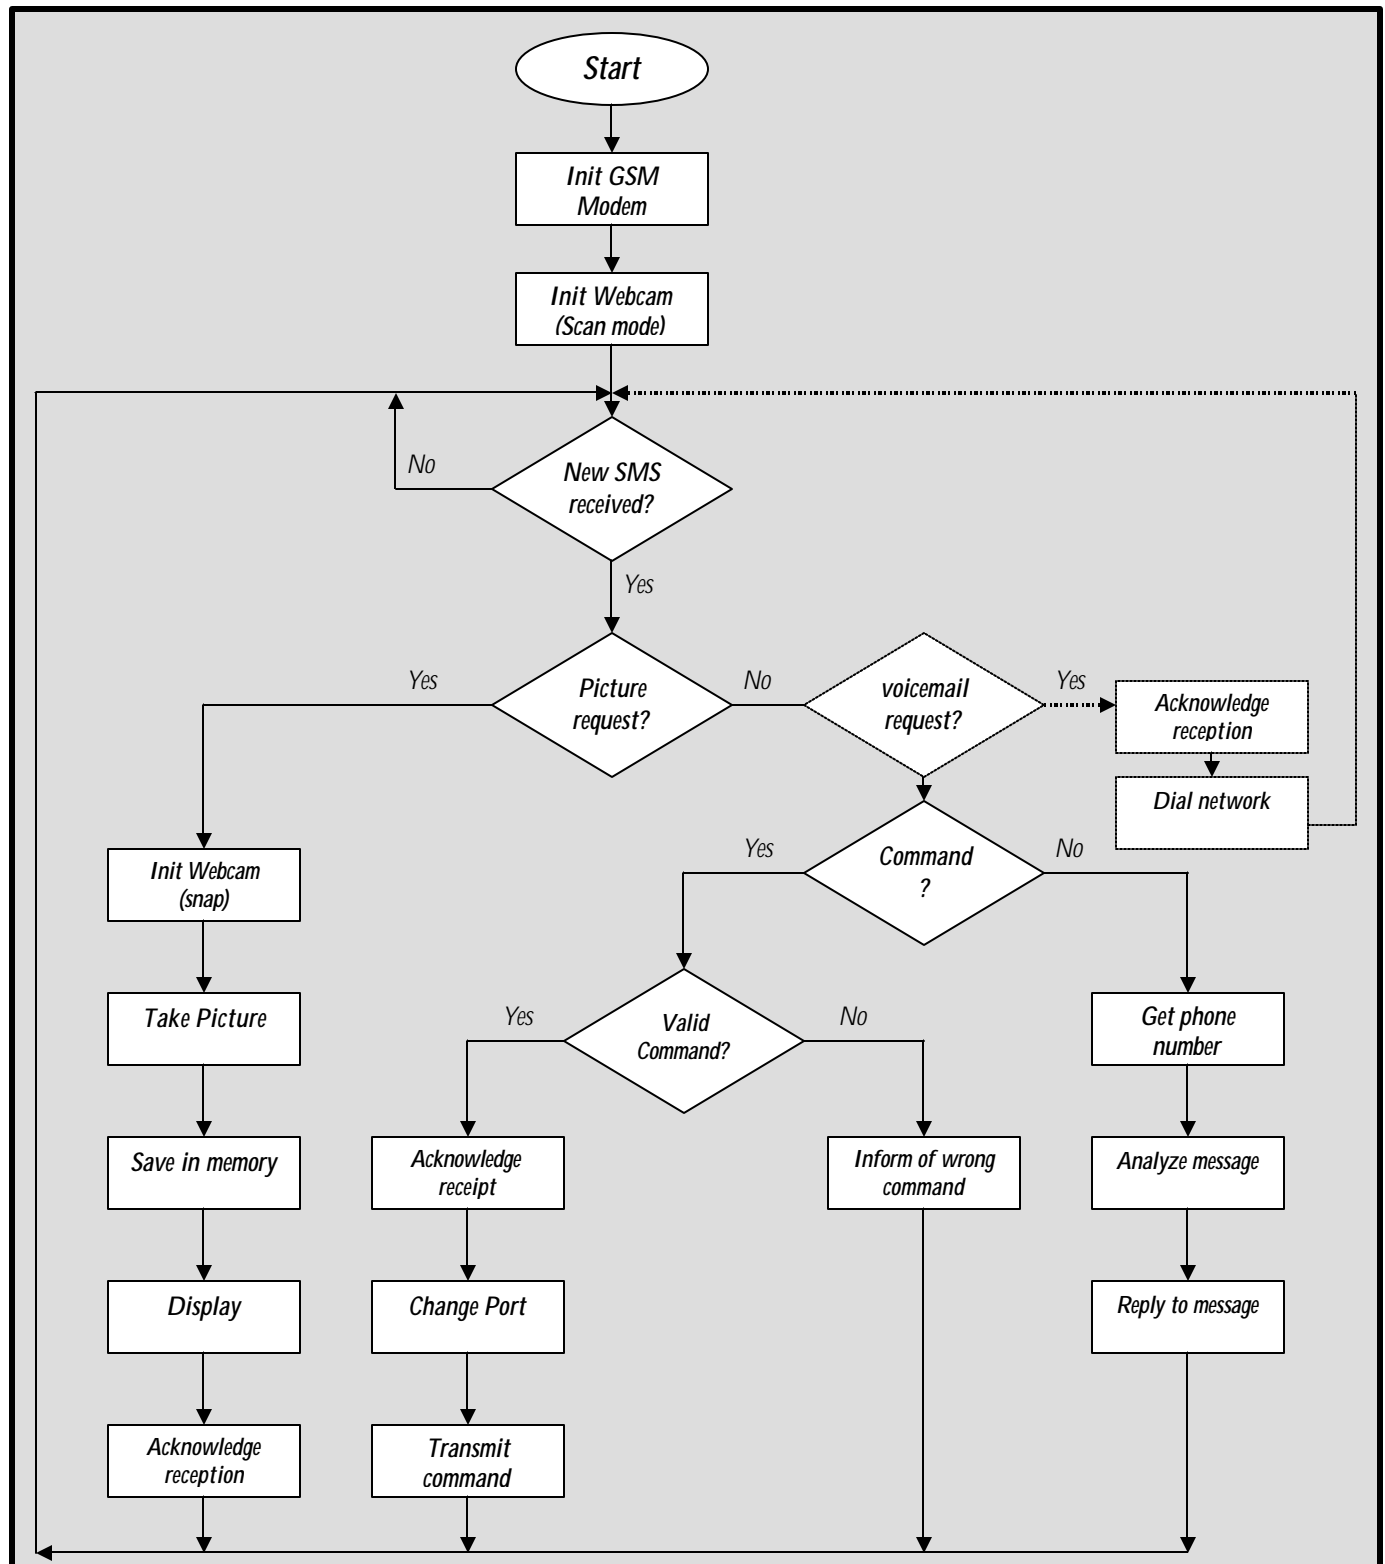 Start
Init GSM
Modem
Init Webcam
(Scan mode)
No
New SMS
received?
Yes
Yes
Picture
request?
No
voicemail
request?
Yes
Acknowledge
reception
Dial network
Yes
Command
?
No
Init Webcam
(snap)
Take Picture
Yes
Valid
Command?
No
Get phone
number
Save in memory
Acknowledge
receipt
Inform of wrong
command
Analyze message
Display
Change Port
Reply to message
Acknowledge
reception
Transmit
command